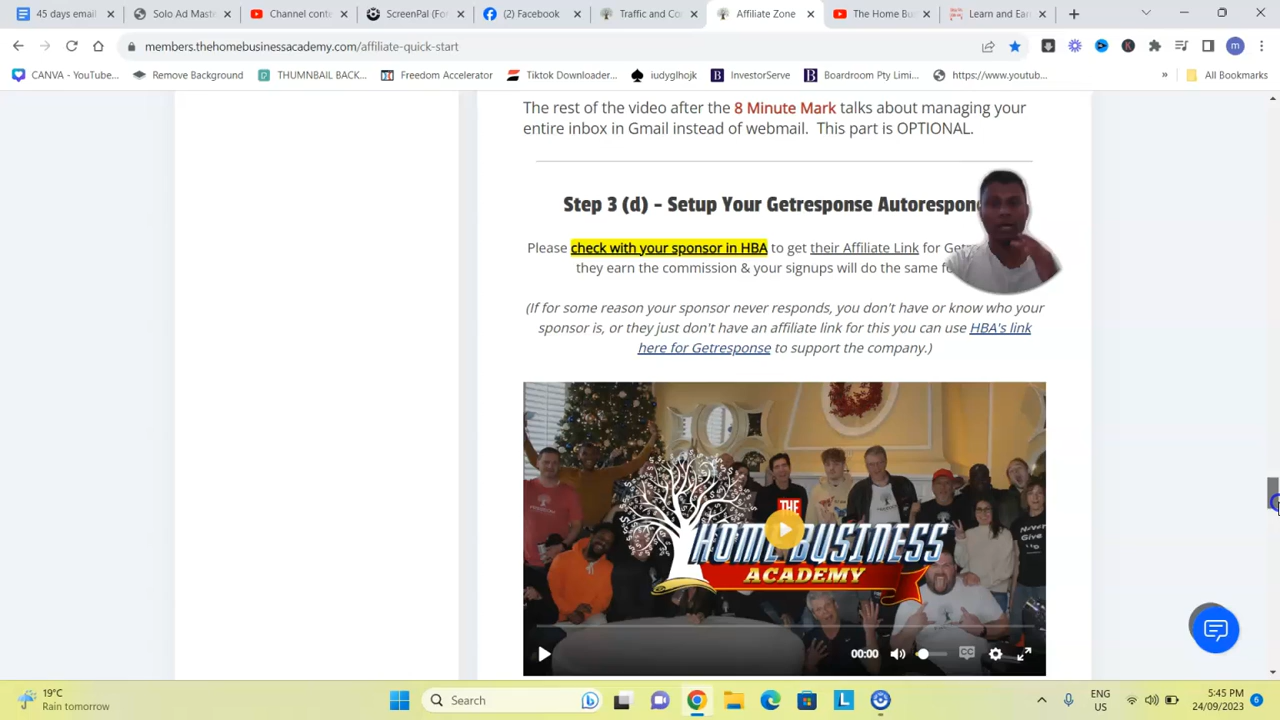 45 days email
Solo Ad Mast
Channel cont
ScreenPal (Fo
(2) Facebook
Traffic and Co
Affiliate Zone
The Home Bu
Learn and Ear
members.thehomebusinessacademy.com/affiliate-quick-start
m
CANVA - YouTube...
Remove Background
THUMNBAIL BACK...
Freedom Accelerator
Tiktok Downloader...
iudyglhojk
InvestorServe
Boardroom Pty Limi...
https://www.youtub...
»
All Bookmarks
The rest of the video after the 8 Minute Mark talks about managing your
entire inbox in Gmail instead of webmail. This part is OPTIONAL.
Step 3 (d) - Setup Your Getresponse Autorespon
Please check with your sponsor in HBA to get their Affiliate Link for Get
they earn the commission & your signups will do the same f
(If for some reason your sponsor never responds, you don't have or know who your
sponsor is, or they just don't have an affiliate link for this you can use HBA's link
here for Getresponse to support the company.)
THE
HOME BUSINESS
ACADEMY
00:00
CC
19°C
Rain tomorrow
Search
ENG
US
5:45 PM
24/09/2023
6